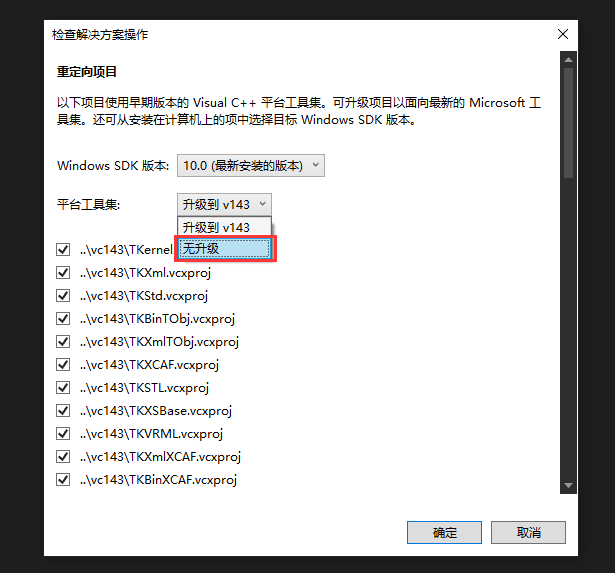 检查解决方案操作
重定向项目
以下项目使用早期版本的 Visual C++ 平台工具集。可升级项目以面向最新的 Microsoft 工
具集。还可从安装在计算机上的项中选择目标 Windows SDK 版本。
Windows SDK 版本: 10.0 (最新安装的版本)
平台工具集: 升级到 v143
升级到 v143
无升级
..\vc143\TKernel
..\vc143\TKXml.vcxproj
..\vc143\TKStd.vcxproj
..\vc143\TKBinTObj.vcxproj
..\vc143\TKXmlTObj.vcxproj
..\vc143\TKXCAF.vcxproj
..\vc143\TKSTL.vcxproj
..\vc143\TKXSBase.vcxproj
..\vc143\TKVRML.vcxproj
..\vc143\TKXmlXCAF.vcxproj
..\vc143\TKBinXCAF.vcxproj
确定 取消